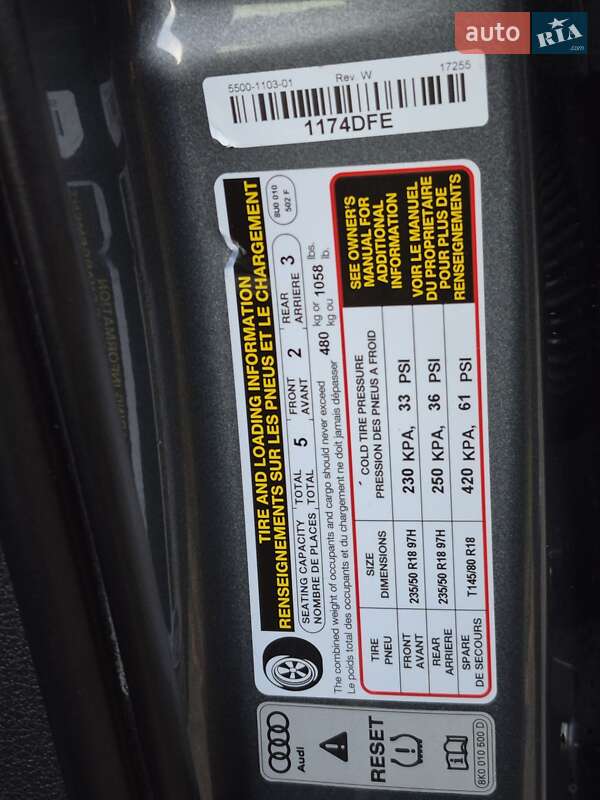 auto RIA .com
5500-1103-01 Rev. W 17255
1174DFE
TIRE AND LOADING INFORMATION
RENSEIGNEMENTS SUR LES PNEUS ET LE CHARGEMENT
8U0 010
502 F
SEATING CAPACITY TOTAL 5 FRONT 2 REAR 3
NOMBRE DE PLACES TOTAL AVANT ARRIERE
The combined weight of occupants and cargo should never exceed 480 kg or 1058 lbs.
Le poids total des occupants et du chargement ne doit jamais dépasser kg ou lb.
TIRE
PNEU
SIZE
DIMENSIONS
COLD TIRE PRESSURE
PRESSION DES PNEUS A FROID
SEE OWNER'S
MANUAL FOR
ADDITIONAL
INFORMATION
VOIR LE MANUEL
DU PROPRIETAIRE
POUR PLUS DE
RENSEIGNEMENTS
FRONT
AVANT
235/50 R18 97H
230 KPA, 33 PSI
REAR
ARRIERE
235/50 R18 97H
250 KPA, 36 PSI
SPARE
DE SECOURS
T145/80 R18
420 KPA, 61 PSI
Audi
RESET
8K0 010 500 D